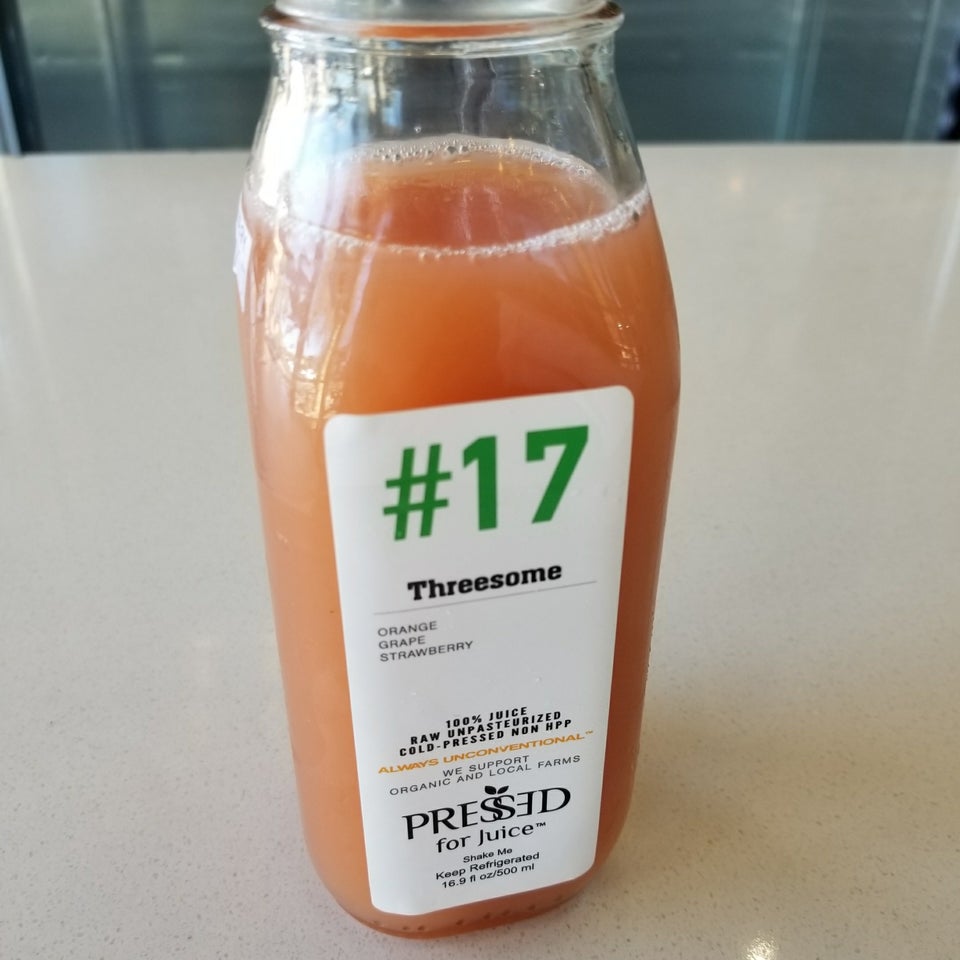 #17
Threesome
ORANGE
GRAPE
STRAWBERRY
100% JUICE
RAW UNPASTEURIZED
COLD-PRESSED NON HPP
ALWAYS UNCONVENTIONAL™
WE SUPPORT
ORGANIC AND LOCAL FARMS
PRESSED
for Juice™
Shake Me
Keep Refrigerated
16.9 fl oz/500 ml